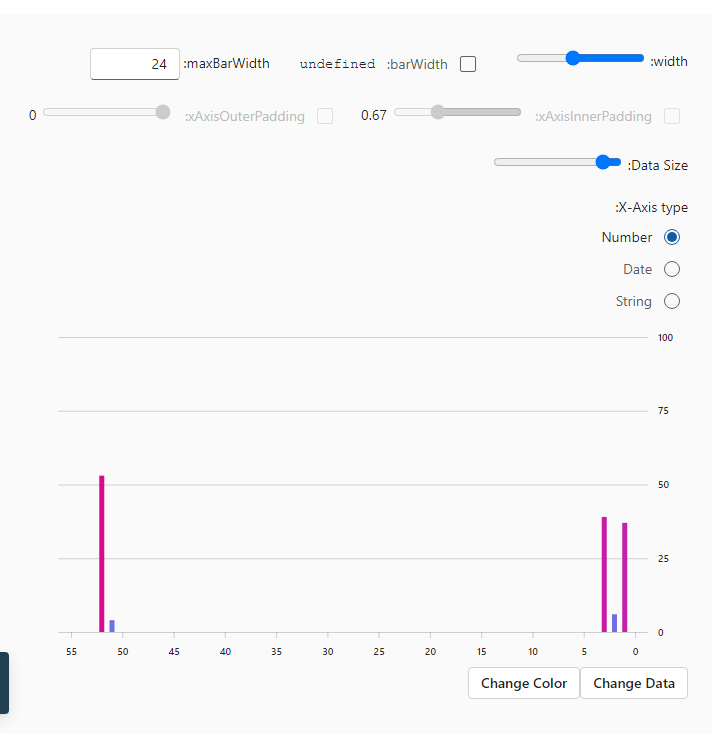 width:
barWidth: undefined
maxBarWidth: 24
xAxisInnerPadding: 0.67
xAxisOuterPadding: 0
Data Size:
X-Axis type:
Number
Date
String
100
75
50
25
0
55 50 45 40 35 30 25 20 15 10 5 0
Change Color Change Data